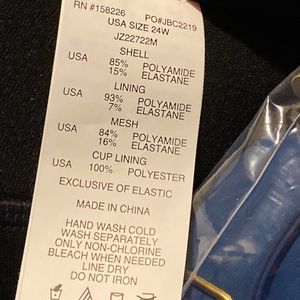 RN #158226 PO#JBC2219
USA SIZE 24W
JZ22722M
SHELL
USA 85% POLYAMIDE
15% ELASTANE
LINING
USA 93% POLYAMIDE
7% ELASTANE
MESH
USA 84% POLYAMIDE
16% ELASTANE
CUP LINING
USA 100% POLYESTER
EXCLUSIVE OF ELASTIC
MADE IN CHINA
HAND WASH COLD
WASH SEPARATELY
ONLY NON-CHLORINE
BLEACH WHEN NEEDED
LINE DRY
DO NOT IRON